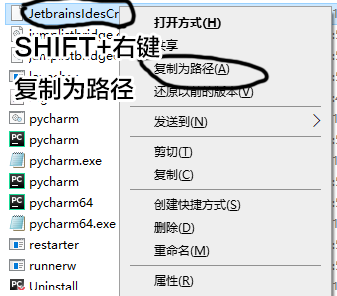 JetbrainsIdesCr
打开方式(H)
SHIFT+右键
共享
复制为路径(A)
复制为路径
还原以前的版本(V)
pycharm
发送到(N)
pycharm
pycharm.exe
剪切(T)
pycharm
复制(C)
pycharm64
创建快捷方式(S)
pycharm64.exe
删除(D)
restarter
重命名(M)
runnerw
属性(R)
Uninstall